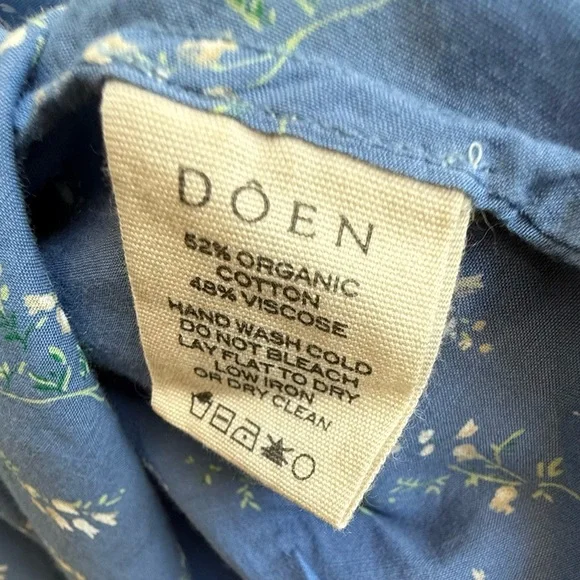 DÔEN
52% ORGANIC
COTTON
48% VISCOSE
HAND WASH COLD
DO NOT BLEACH
LAY FLAT TO DRY
LOW IRON
OR DRY CLEAN